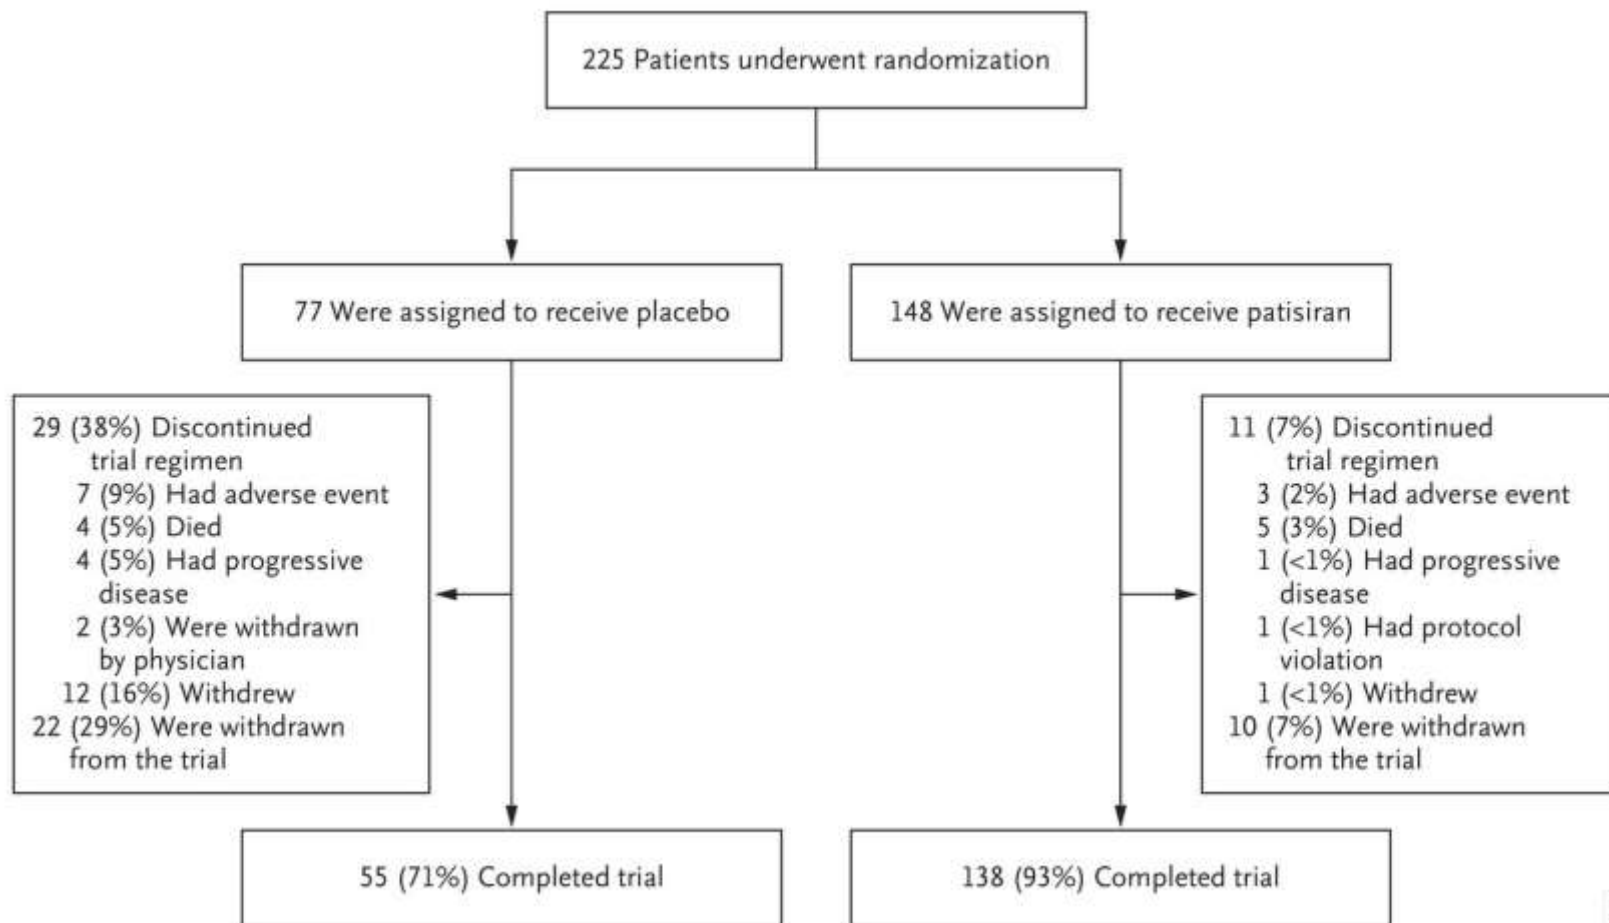 225 Patients underwent randomization
77 Were assigned to receive placebo
148 Were assigned to receive patisiran
29 (38%) Discontinued
trial regimen
7 (9%) Had adverse event
4 (5%) Died
4 (5%) Had progressive
disease
2 (3%) Were withdrawn
by physician
12 (16%) Withdrew
22 (29%) Were withdrawn
from the trial
11 (7%) Discontinued
trial regimen
3 (2%) Had adverse event
5 (3%) Died
1 (<1%) Had progressive
disease
1 (<1%) Had protocol
violation
1 (<1%) Withdrew
10 (7%) Were withdrawn
from the trial
55 (71%) Completed trial
138 (93%) Completed trial